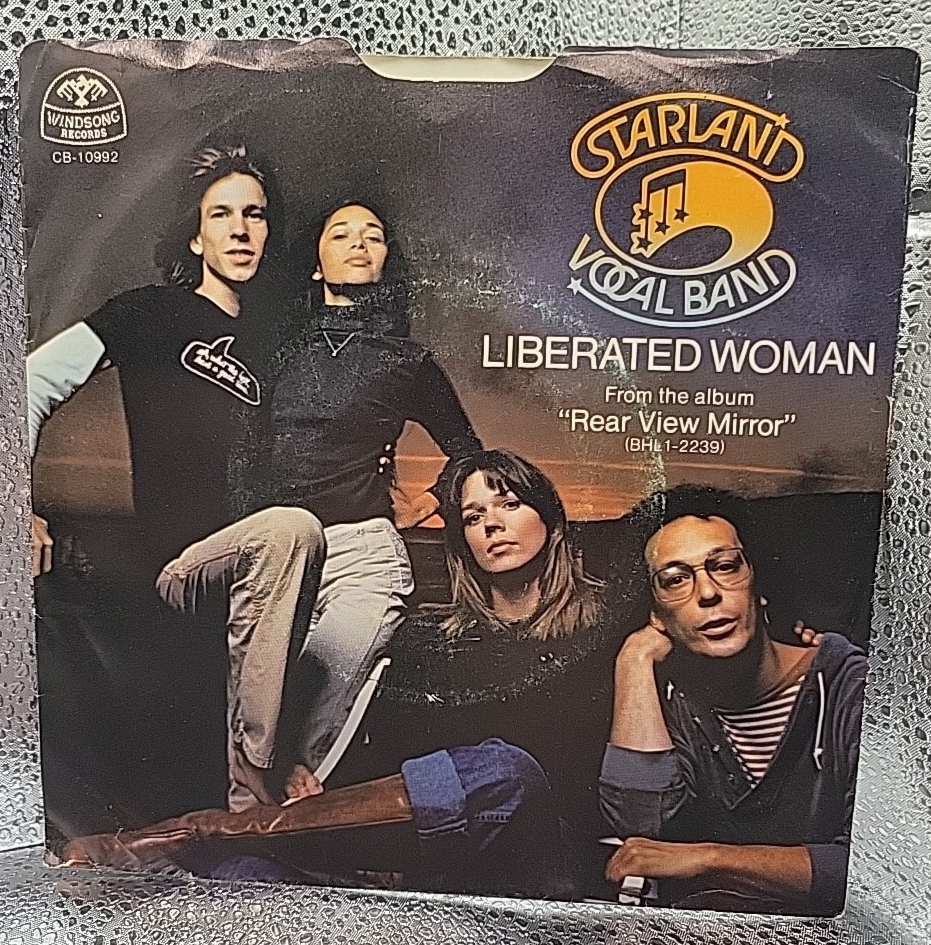 WINDSONG
RECORDS
CB-10992
STARLAND
VOCAL BAND
LIBERATED WOMAN
From the album
“Rear View Mirror”
(BHL1-2239)